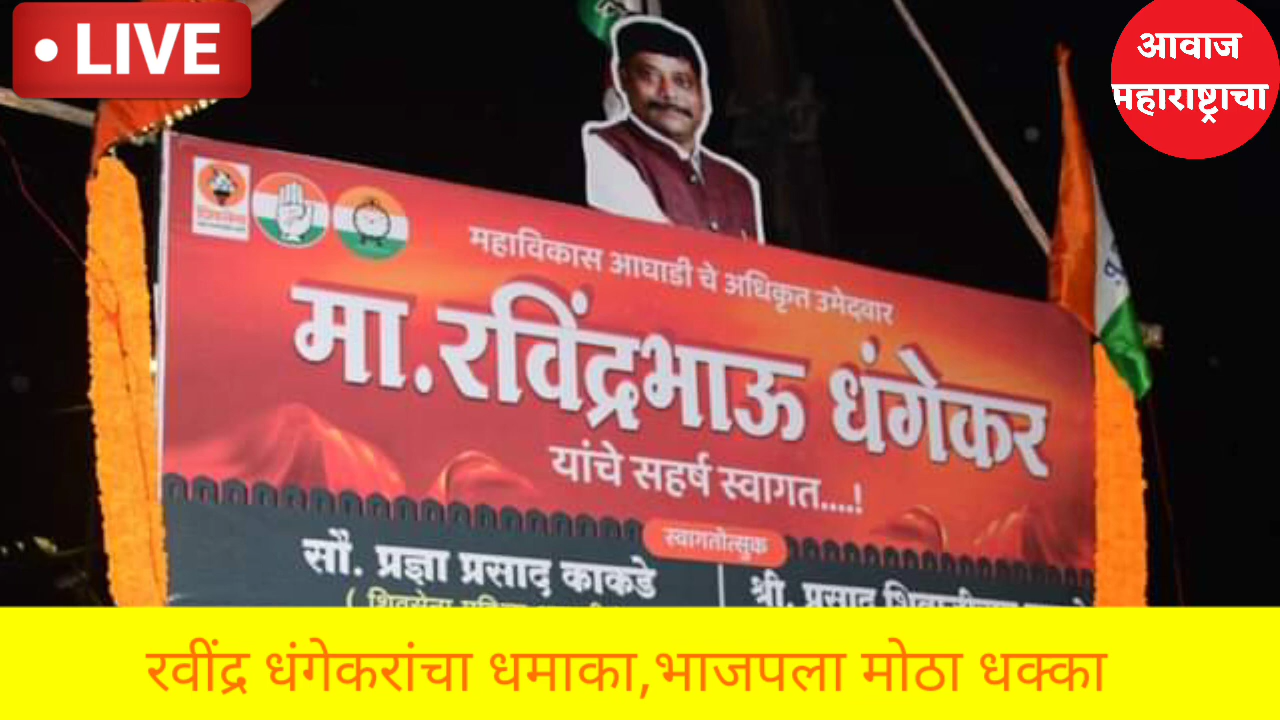 LIVE
आवाज
महाराष्ट्राचा
शिवसेना
महाविकास आघाडी चे अधिकृत उमेदवार
मा.रविंद्रभाऊ धंगेकर
यांचे सहर्ष स्वागत....!
स्वागतोत्सुक
सौ. प्रज्ञा प्रसाद काकडे
श्री. प्रसाद
रवींद्र धंगेकरांचा धमाका,भाजपला मोठा धक्का